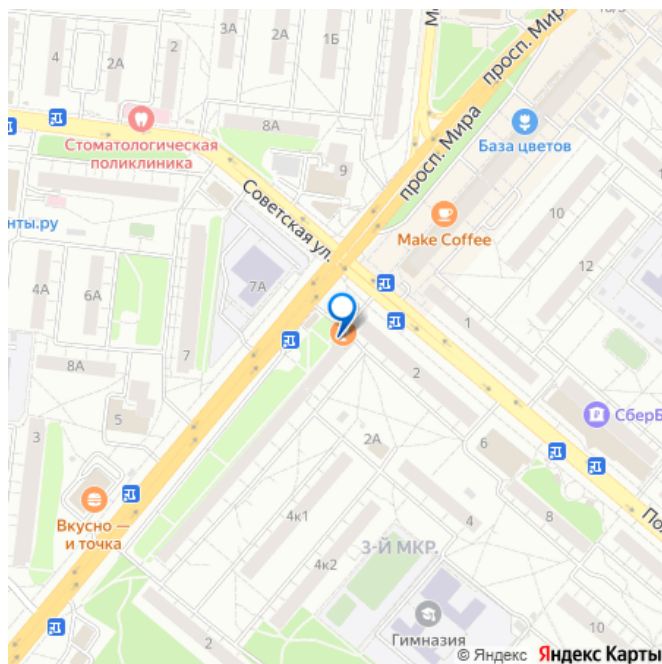 просп. Мира
4
2А
2
3А
2А
1Б
8А
Стоматологическая
поликлиника
9
просп. Мира
База цветов
Советская ул.
10
Make Coffee
нты.ру
12
7А
4А
6А
1
7
8А
2
5
СберБ
3
2А
6
Вкусно —
и точка
4к1
4
8
По
3-Й МКР.
4к2
10
2
Гимназия
© Яндекс Яндекс Карты